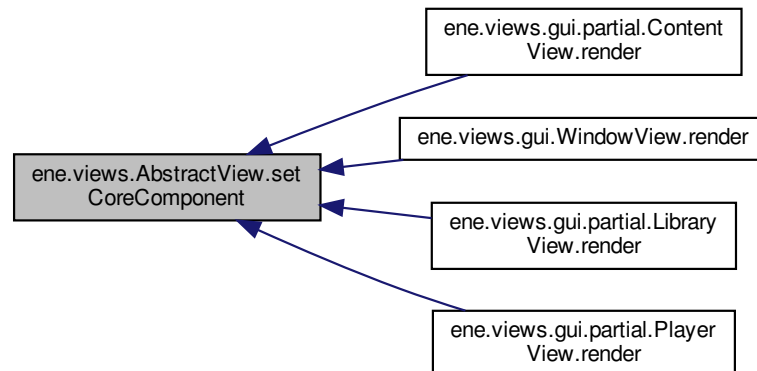 ene.views.gui.partial.Content
View.render
ene.views.gui.WindowView.render
ene.views.AbstractView.set
CoreComponent
ene.views.gui.partial.Library
View.render
ene.views.gui.partial.Player
View.render